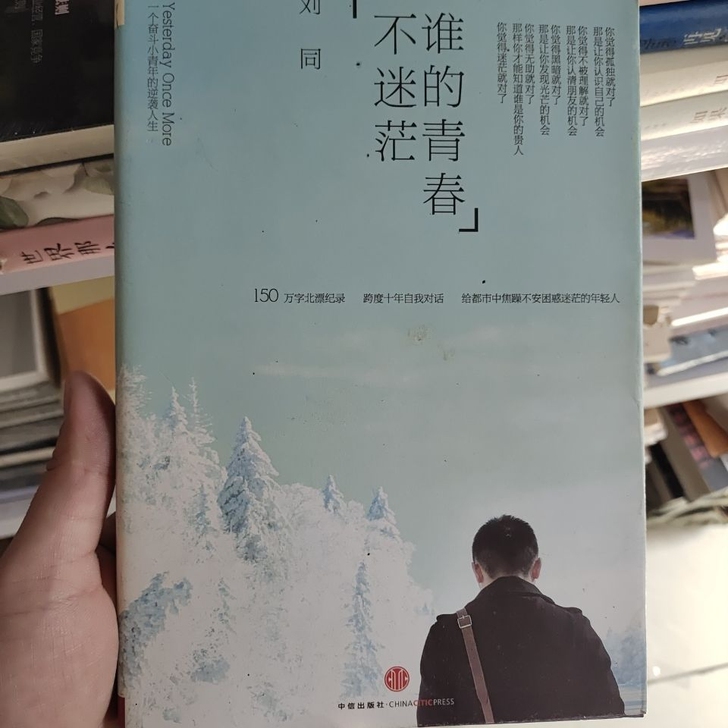 刘同
「谁的青春
不迷茫
」
你觉得孤独就对了
那是让你认识自己的机会
你觉得不被理解就对了
那是让你认清朋友的机会
你觉得黑暗就对了
那是让你发现光芒的机会
你觉得无助就对了
那样你才能知道谁是你的贵人
你觉得迷茫就对了
Yesterday Once More
一个奋斗小青年的逆袭人生
150 万字北漂纪录 跨度十年自我对话 给都市中焦躁不安困惑迷茫的年轻人
中信出版社·CHINACITICPRESS
世界那